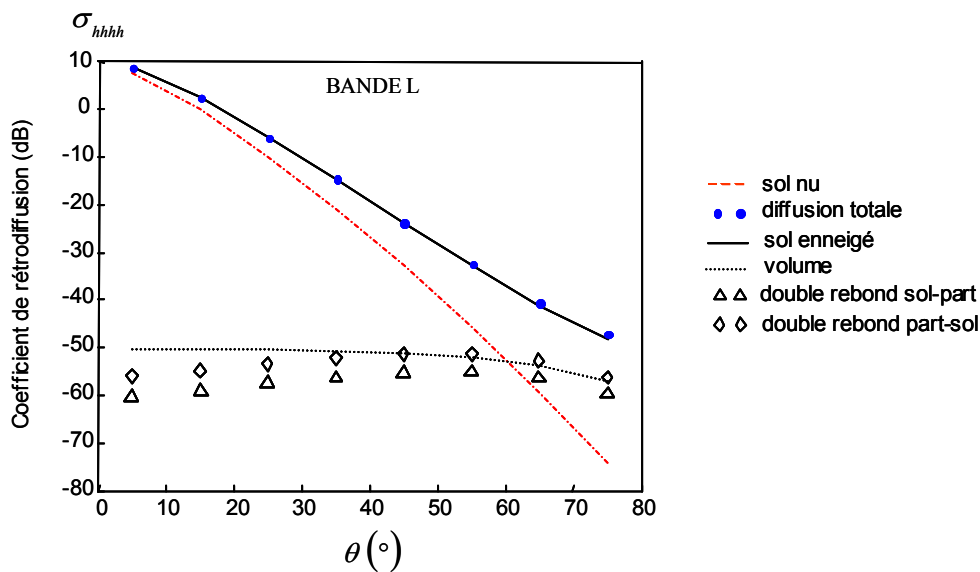 σhhhh
BANDE L
Coefficient de rétrodiffusion (dB)
10
0
-10
-20
-30
-40
-50
-60
-70
-80
0 10 20 30 40 50 60 70 80
θ (°)
sol nu
diffusion totale
sol enneigé
volume
double rebond sol-part
double rebond part-sol